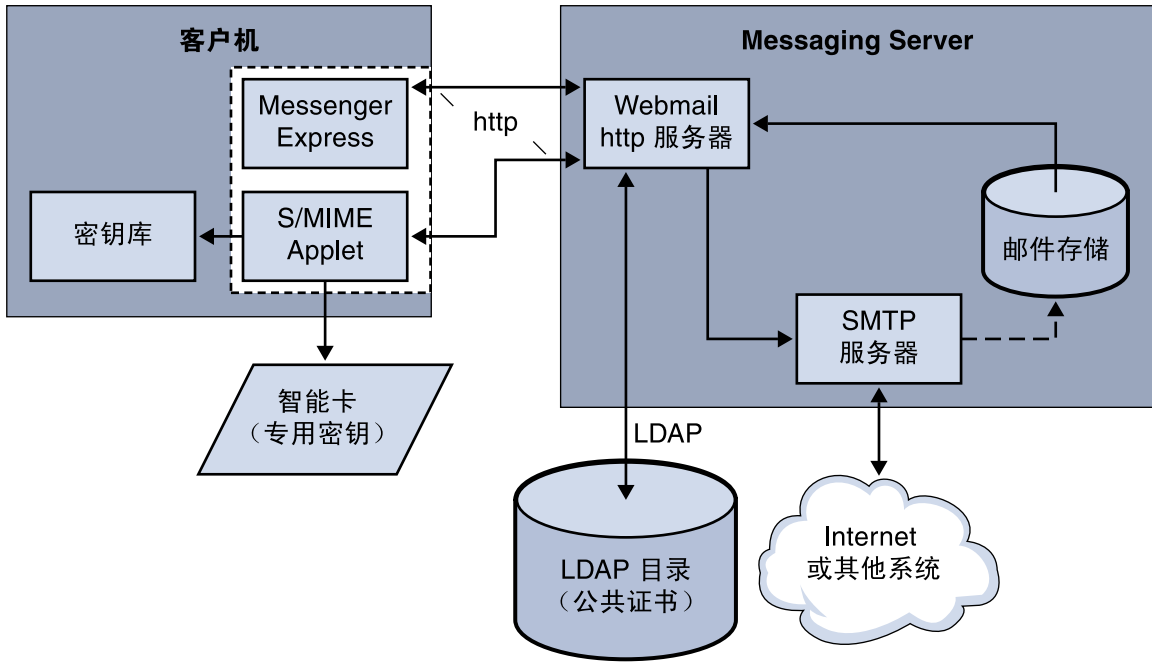 客户机
Messenger
Express
密钥库
S/MIME
Applet
智能卡
（专用密钥）
http
Messaging Server
Webmail
http 服务器
邮件存储
SMTP
服务器
LDAP
LDAP 目录
（公共证书）
Internet
或其他系统